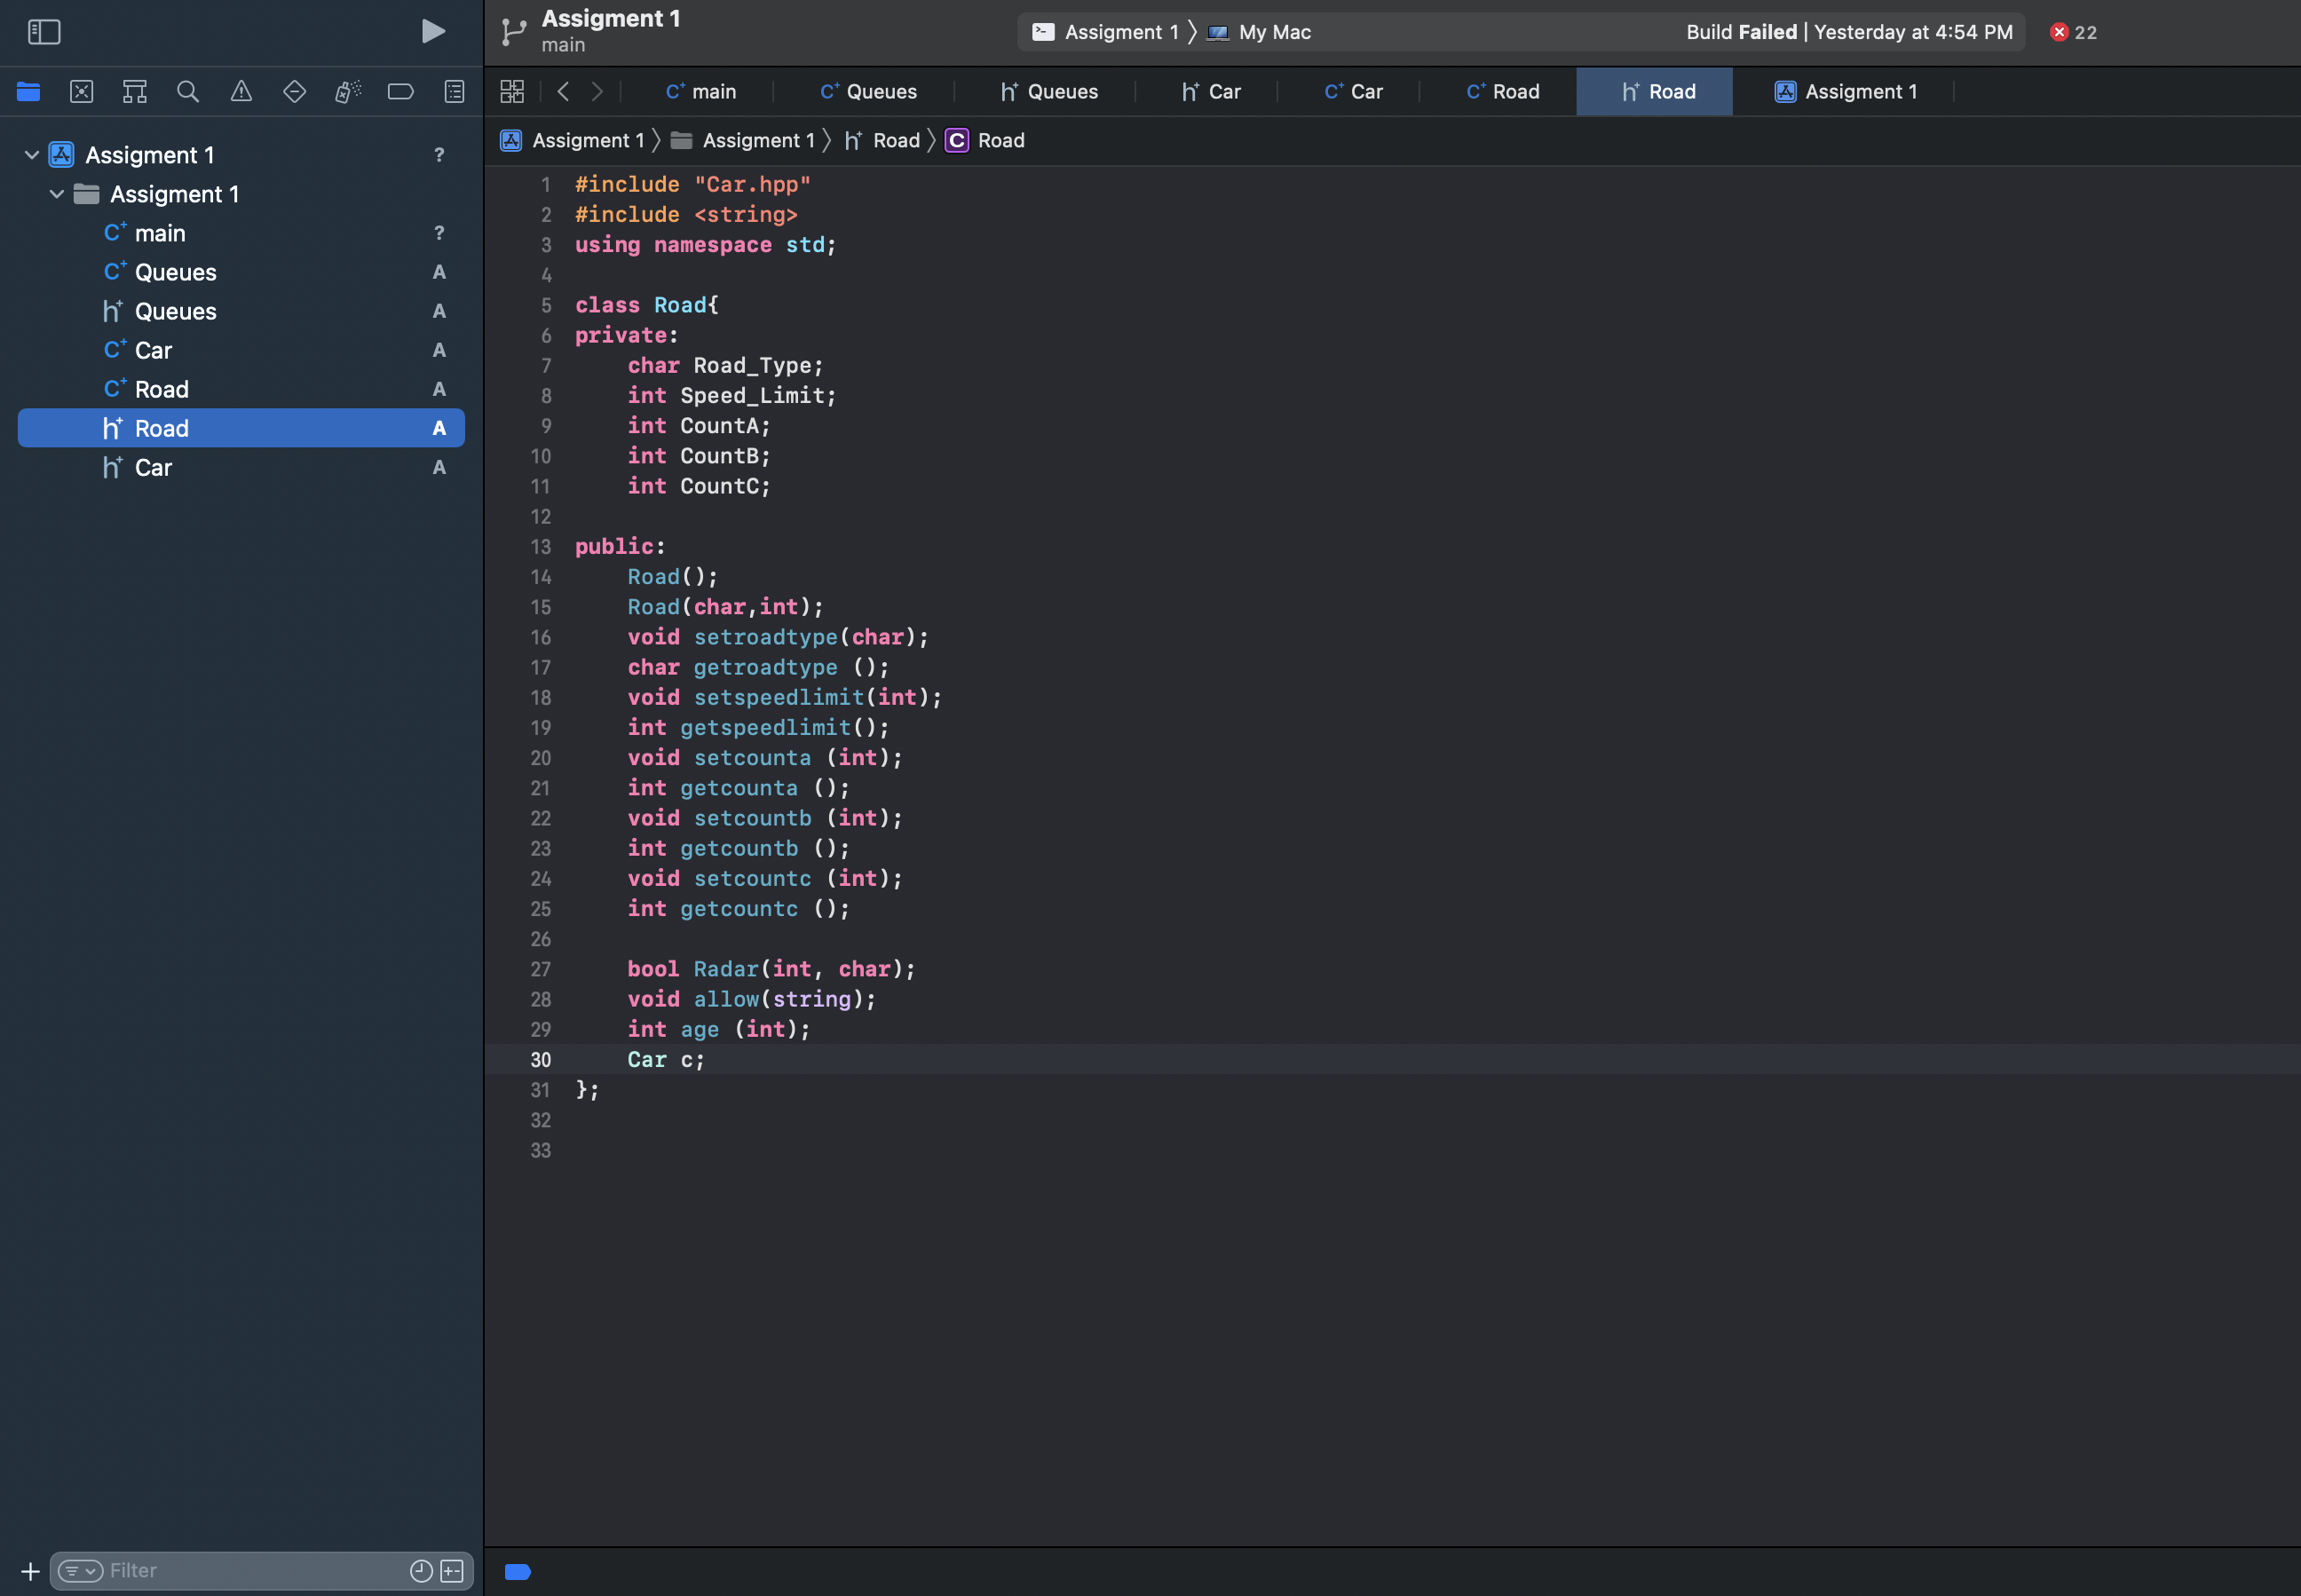 Assigment 1
main
Assigment 1 〉 My Mac
Build Failed | Yesterday at 4:54 PM
22
C+ main
C+ Queues
h+ Queues
h+ Car
C+ Car
C+ Road
h+ Road
Assigment 1
Assigment 1 〉 Assigment 1 〉 h+ Road 〉 C Road
Assigment 1 ?
Assigment 1
C+ main ?
C+ Queues A
h+ Queues A
C+ Car A
C+ Road A
h+ Road A
h+ Car A
1 #include "Car.hpp"
2 #include <string>
3 using namespace std;
4
5 class Road{
6 private:
7     char Road_Type;
8     int Speed_Limit;
9     int CountA;
10     int CountB;
11     int CountC;
12
13 public:
14     Road();
15     Road(char,int);
16     void setroadtype(char);
17     char getroadtype ();
18     void setspeedlimit(int);
19     int getspeedlimit();
20     void setcounta (int);
21     int getcounta ();
22     void setcountb (int);
23     int getcountb ();
24     void setcountc (int);
25     int getcountc ();
26
27     bool Radar(int, char);
28     void allow(string);
29     int age (int);
30     Car c;
31 };
32
33
Filter